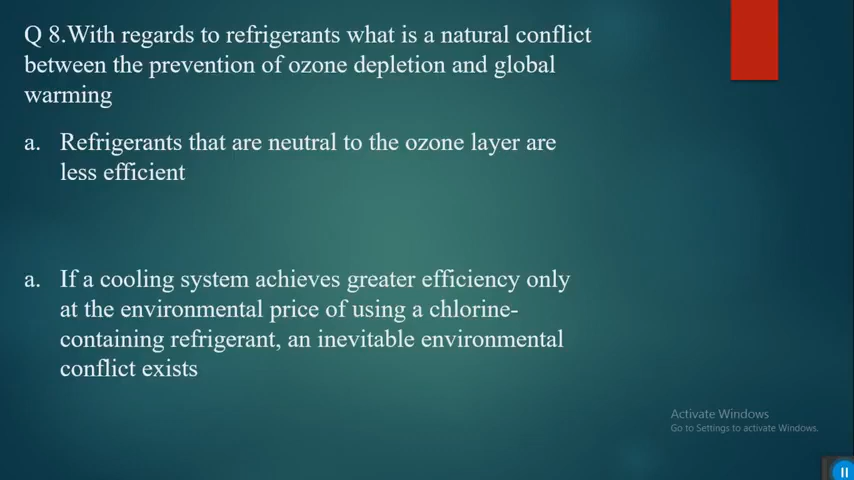 Q 8.With regards to refrigerants what is a natural conflict
between the prevention of ozone depletion and global
warming
a. Refrigerants that are neutral to the ozone layer are
less efficient
a. If a cooling system achieves greater efficiency only
at the environmental price of using a chlorine-
containing refrigerant, an inevitable environmental
conflict exists
Activate Windows
Go to Settings to activate Windows.